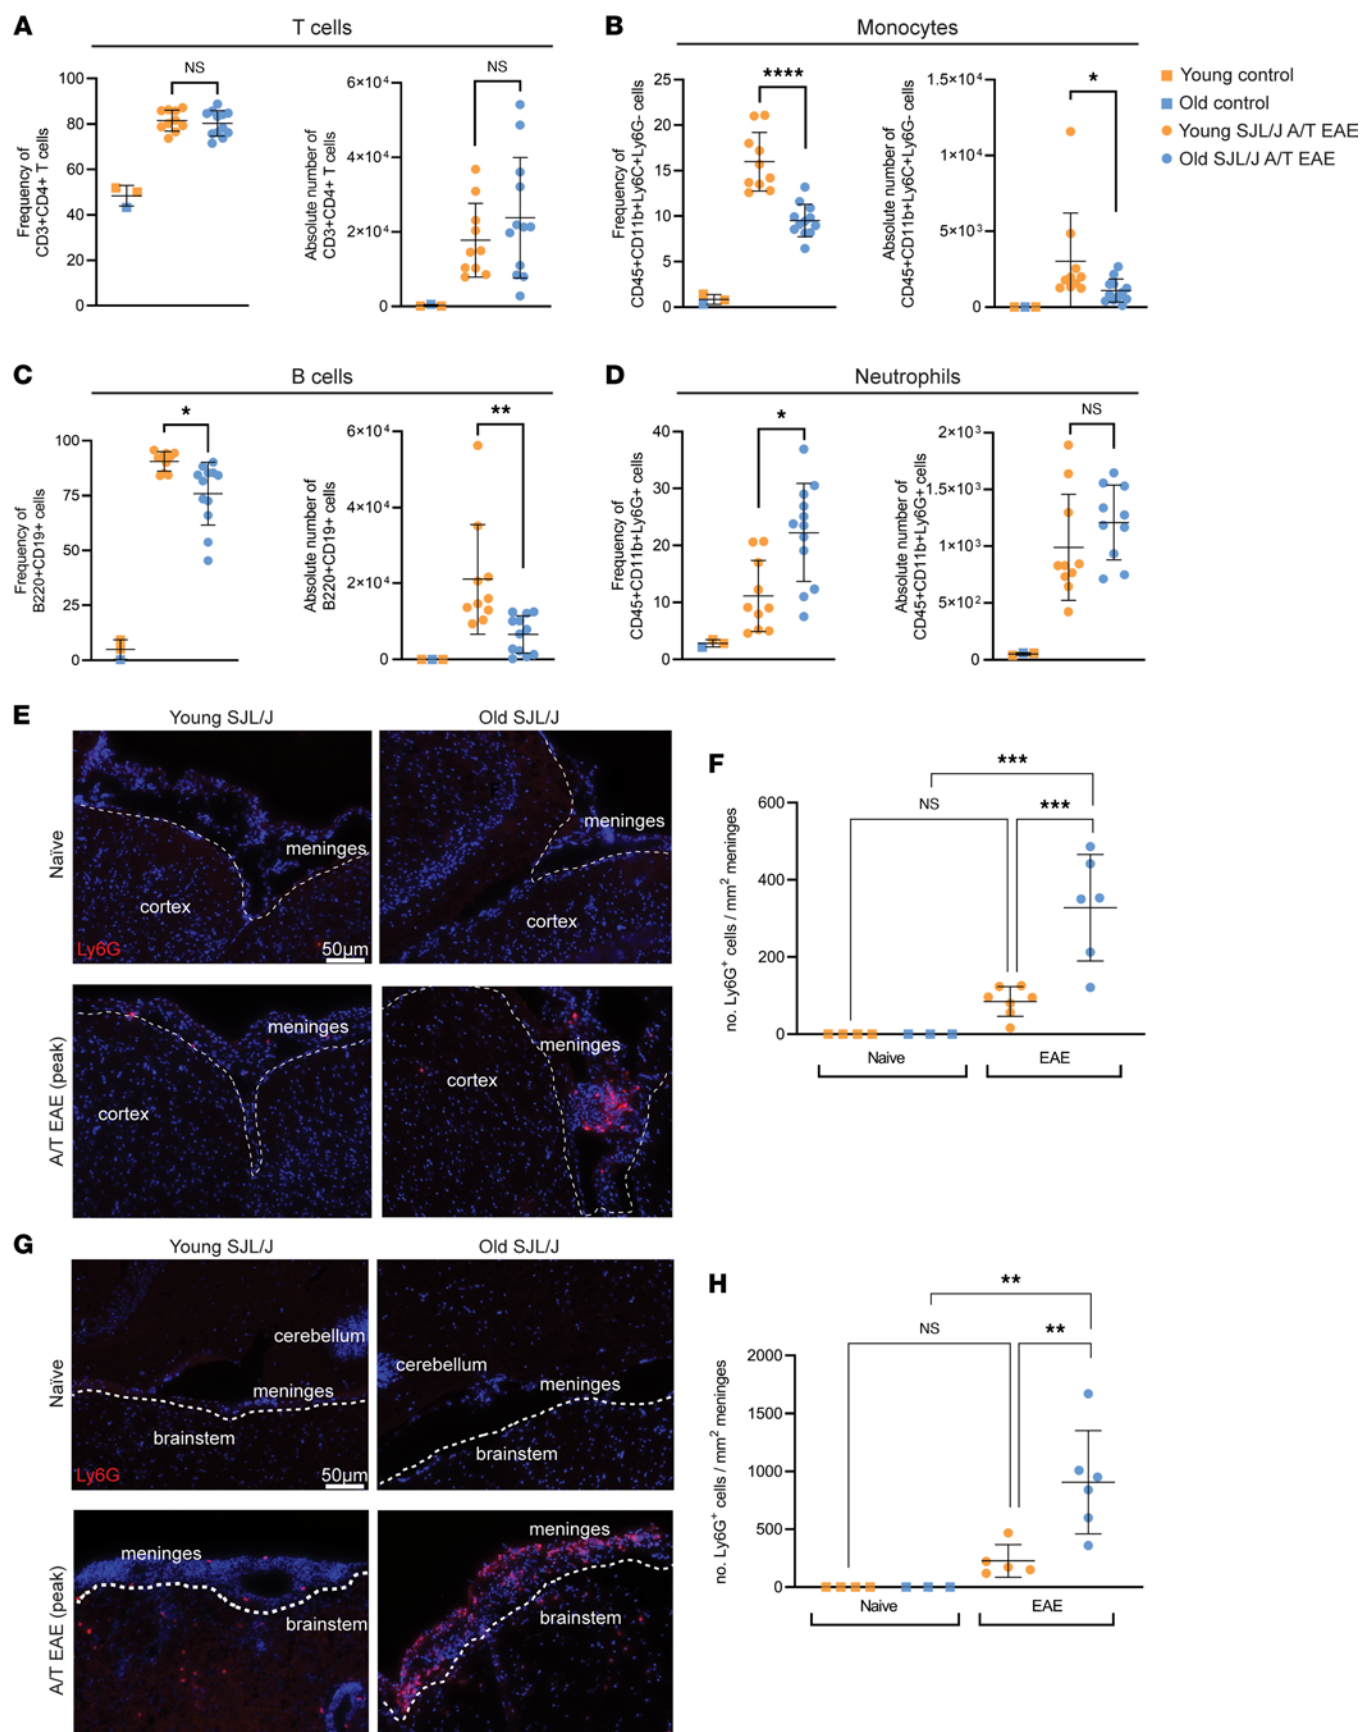 A
T cells
Frequency of
CD3+CD4+ T cells
100
80
60
40
20
0
NS
Absolute number of
CD3+CD4+ T cells
6×10⁴
4×10⁴
2×10⁴
0
NS
B
Monocytes
Frequency of
CD45+CD11b+Ly6C+Ly6G- cells
25
20
15
10
5
0
****
Absolute number of
CD45+CD11b+Ly6C+Ly6G- cells
1.5×10⁴
1×10⁴
5×10³
0
*
Young control
Old control
Young SJL/J A/T EAE
Old SJL/J A/T EAE
C
B cells
Frequency of
B220+CD19+ cells
100
75
50
25
0
*
Absolute number of
B220+CD19+ cells
6×10⁴
4×10⁴
2×10⁴
0
**
D
Neutrophils
Frequency of
CD45+CD11b+Ly6G+ cells
40
30
20
10
0
*
Absolute number of
CD45+CD11b+Ly6G+ cells
2×10³
1.5×10³
1×10³
5×10²
0
NS
E
Young SJL/J
Old SJL/J
Naïve
meninges
cortex
Ly6G
50µm
meninges
cortex
A/T EAE (peak)
meninges
cortex
meninges
cortex
F
no. Ly6G⁺ cells / mm² meninges
600
400
200
0
NS
***
***
Naive
EAE
G
Young SJL/J
Old SJL/J
Naïve
cerebellum
meninges
brainstem
Ly6G
50µm
cerebellum
meninges
brainstem
A/T EAE (peak)
meninges
brainstem
meninges
brainstem
H
no. Ly6G⁺ cells / mm² meninges
2000
1500
1000
500
0
NS
**
**
Naive
EAE